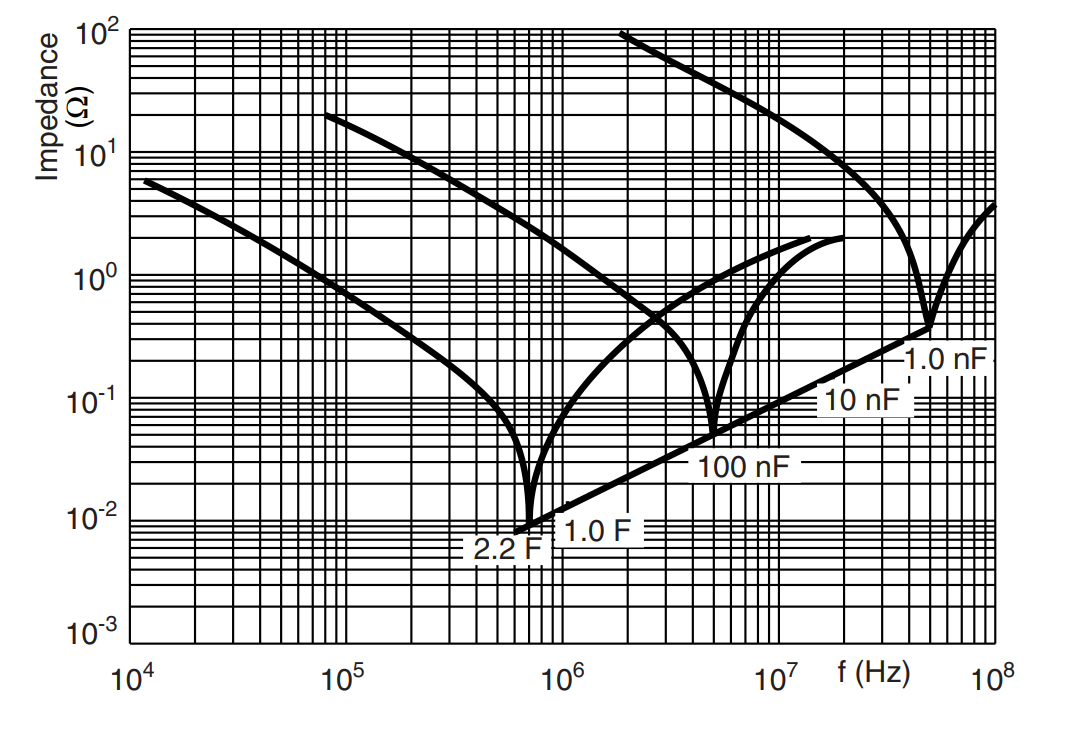 Impedance
(Ω)
10²
10¹
10⁰
10⁻¹
10⁻²
10⁻³
1.0 nF
10 nF
100 nF
1.0 F
2.2 F
10⁴
10⁵
10⁶
10⁷
f (Hz)
10⁸